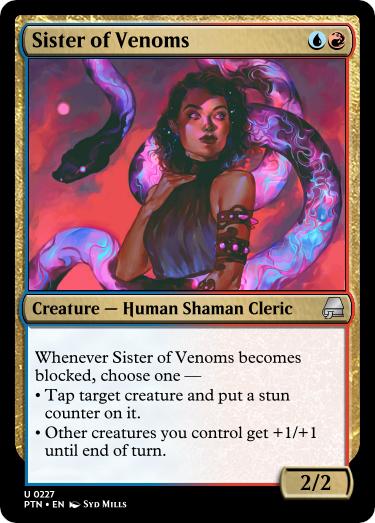 Sister of Venoms
Creature — Human Shaman Cleric
Whenever Sister of Venoms becomes
blocked, choose one —
• Tap target creature and put a stun
counter on it.
• Other creatures you control get +1/+1
until end of turn.
2/2
U 0227
PTN • EN Syd Mills